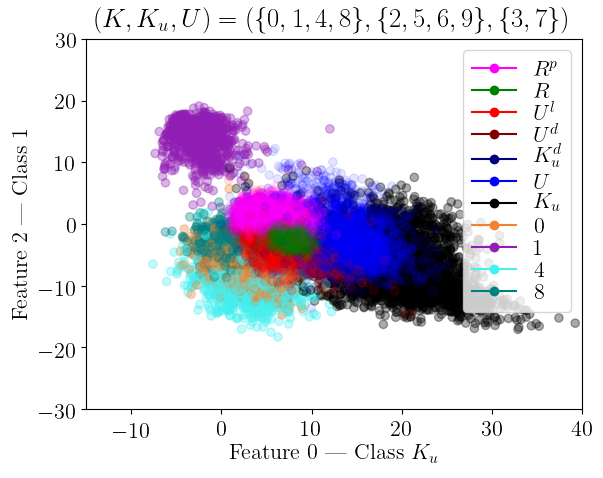 (K, K_u, U) = ({0, 1, 4, 8}, {2, 5, 6, 9}, {3, 7})
30
20
10
0
−10
−20
−30
−10
0
10
20
30
40
Feature 2 — Class 1
Feature 0 — Class K_u
R^p
R
U^l
U^d
K_u^d
U
K_u
0
1
4
8